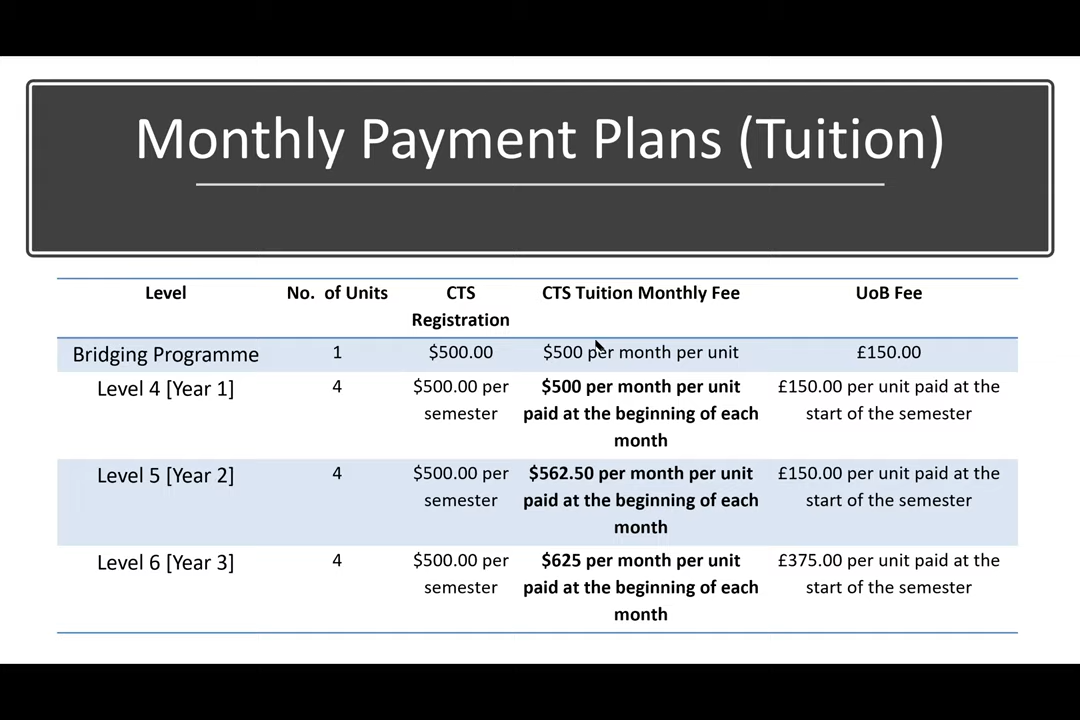 Monthly Payment Plans (Tuition)
Level No. of Units CTS Registration CTS Tuition Monthly Fee UoB Fee
Bridging Programme 1 $500.00 $500 per month per unit £150.00
Level 4 [Year 1] 4 $500.00 per semester $500 per month per unit paid at the beginning of each month £150.00 per unit paid at the start of the semester
Level 5 [Year 2] 4 $500.00 per semester $562.50 per month per unit paid at the beginning of each month £150.00 per unit paid at the start of the semester
Level 6 [Year 3] 4 $500.00 per semester $625 per month per unit paid at the beginning of each month £375.00 per unit paid at the start of the semester